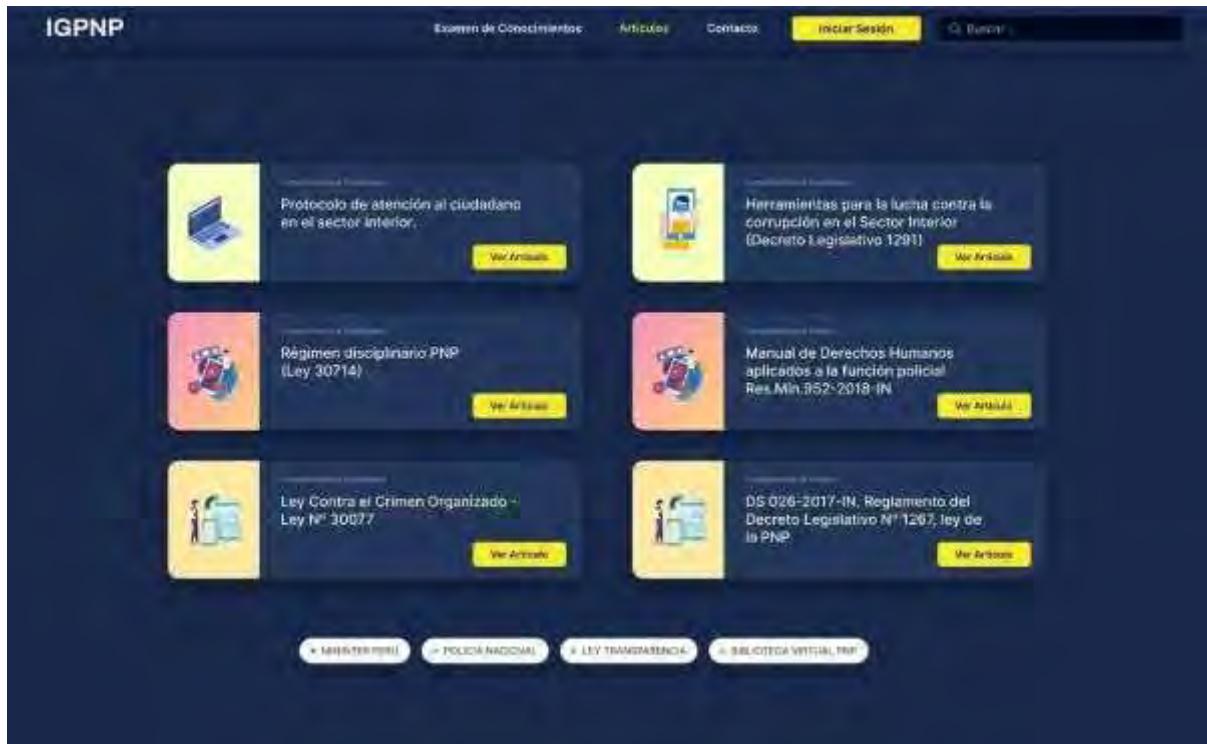 IGPNP
Examen de Conocimientos
Artículos
Contacto
Iniciar Sesión
Buscar
Protocolo de atención al ciudadano
en el sector interior.
Ver Artículo
Herramientas para la lucha contra la
corrupción en el Sector Interior
(Decreto Legislativo 1291)
Ver Artículo
Régimen disciplinario PNP
(Ley 30714)
Ver Artículo
Manual de Derechos Humanos
aplicados a la función policial
Res.Min.952-2018-IN
Ver Artículo
Ley Contra el Crimen Organizado -
Ley N° 30077
Ver Artículo
DS 026-2017-IN, Reglamento del
Decreto Legislativo N° 1267, ley de
la PNP
Ver Artículo
MININTER PERÚ
POLICIA NACIONAL
LEY TRANSPARENCIA
BIBLIOTECA VIRTUAL PNP